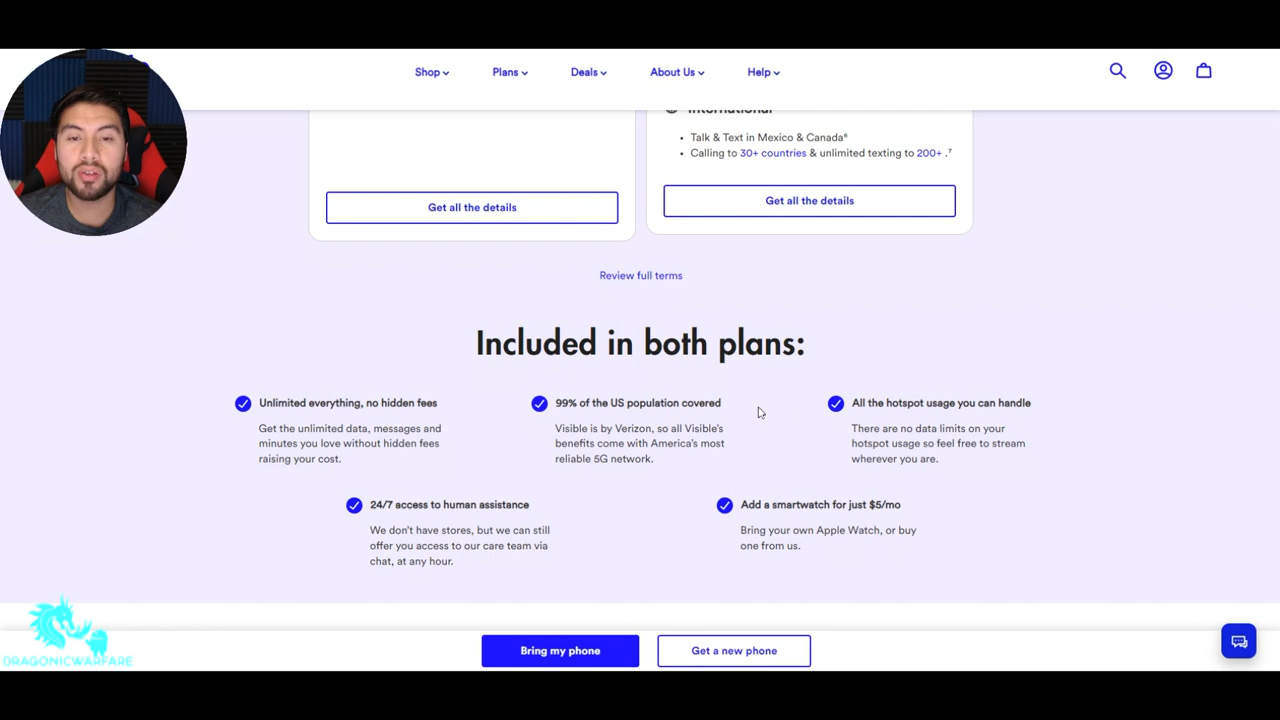 Shop
Plans
Deals
About Us
Help
International
Talk & Text in Mexico & Canada⁶
Calling to 30+ countries & unlimited texting to 200+ .⁷
Get all the details
Get all the details
Review full terms
Included in both plans:
Unlimited everything, no hidden fees
Get the unlimited data, messages and
minutes you love without hidden fees
raising your cost.
99% of the US population covered
Visible is by Verizon, so all Visible's
benefits come with America's most
reliable 5G network.
All the hotspot usage you can handle
There are no data limits on your
hotspot usage so feel free to stream
wherever you are.
24/7 access to human assistance
We don't have stores, but we can still
offer you access to our care team via
chat, at any hour.
Add a smartwatch for just $5/mo
Bring your own Apple Watch, or buy
one from us.
Bring my phone
Get a new phone
DRAGONICWARFARE